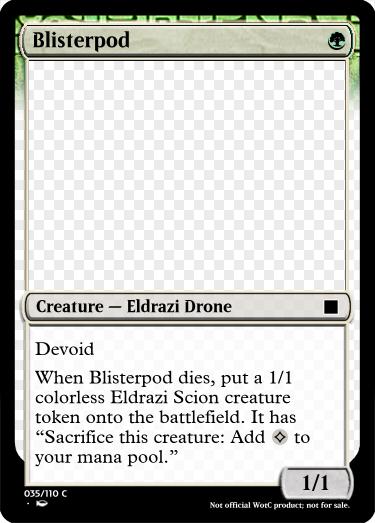 Blisterpod
Creature — Eldrazi Drone
Devoid
When Blisterpod dies, put a 1/1
colorless Eldrazi Scion creature
token onto the battlefield. It has
“Sacrifice this creature: Add to
your mana pool.”
1/1
035/110 C
Not official WotC product; not for sale.